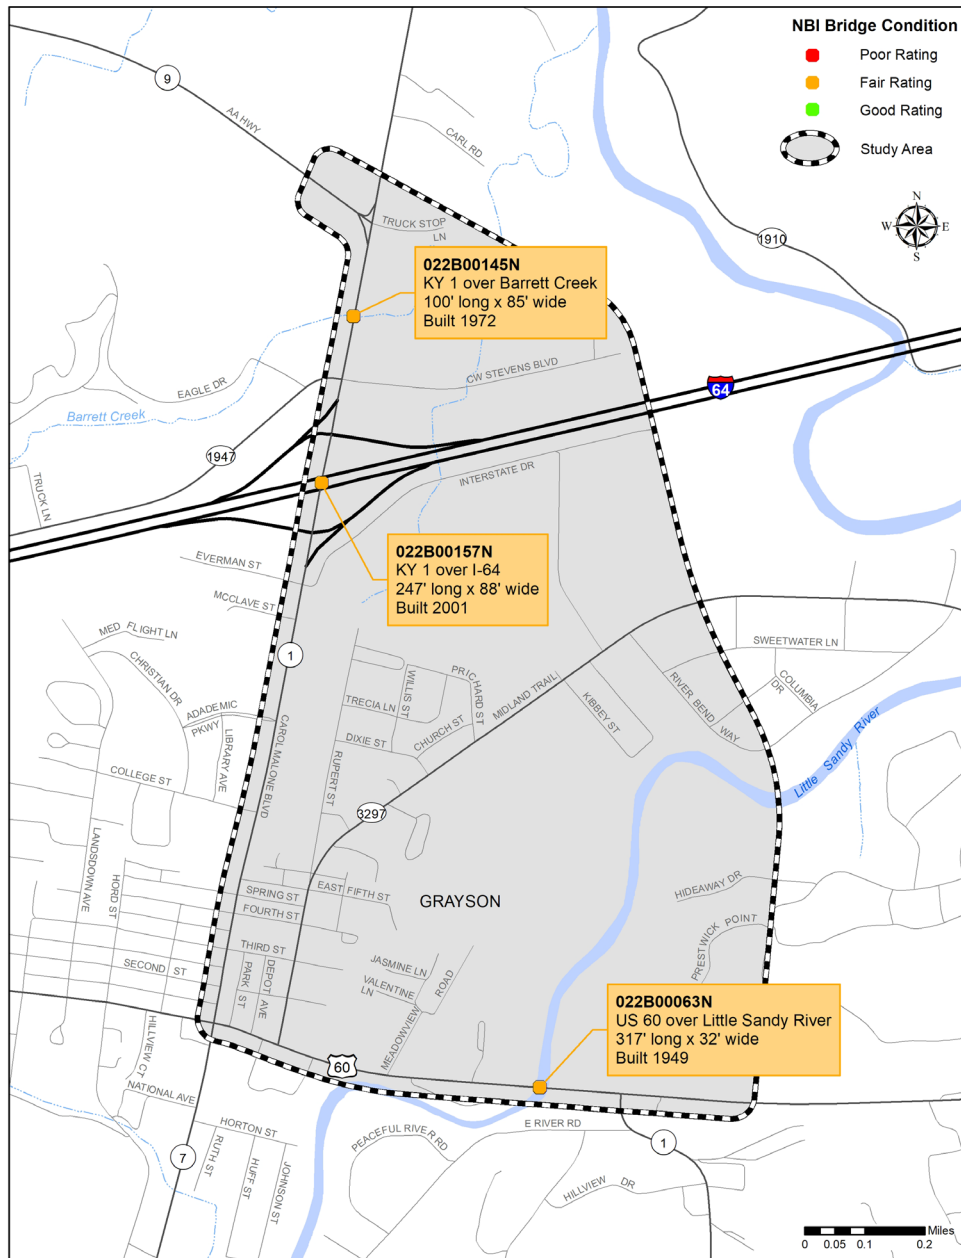 NBI Bridge Condition
Poor Rating
Fair Rating
Good Rating
Study Area
N
W E
S
9
AA HWY
CARL RD
TRUCK STOP
LN
1910
022B00145N
KY 1 over Barrett Creek
100' long x 85' wide
Built 1972
EAGLE DR
CW STEVENS BLVD
64
Barrett Creek
1947
TRUCK LN
INTERSTATE DR
022B00157N
KY 1 over I-64
247' long x 88' wide
Built 2001
EVERMAN ST
MCCLAVE ST
MED FLIGHT LN
CHRISTIAN DR
1
SWEETWATER LN
COLUMBIA
DR
PRICHARD ST
WILLIS ST
TRECIA LN
MIDLAND TRAIL
RIVER BEND WAY
KIBBEY ST
ADADEMIC
PKWY
LIBRARY AVE
CAROL MALONE BLVD
DIXIE ST
CHURCH ST
RUPERT ST
Little Sandy River
COLLEGE ST
3297
LANDSDOWN AVE
HORD ST
SPRING ST
EAST FIFTH ST
FOURTH ST
GRAYSON
HIDEAWAY DR
PRESTWICK POINT
THIRD ST
SECOND ST
PARK ST
DEPOT AVE
JASMINE LN
VALENTINE
LN
MEADOWVIEW ROAD
022B00063N
US 60 over Little Sandy River
317' long x 32' wide
Built 1949
HILLVIEW CT
60
NATIONAL AVE
HORTON ST
RUTH ST
HUFF ST
JOHNSON ST
7
PEACEFUL RIVER RD
E RIVER RD
1
HILLVIEW DR
Miles
0 0.05 0.1 0.2